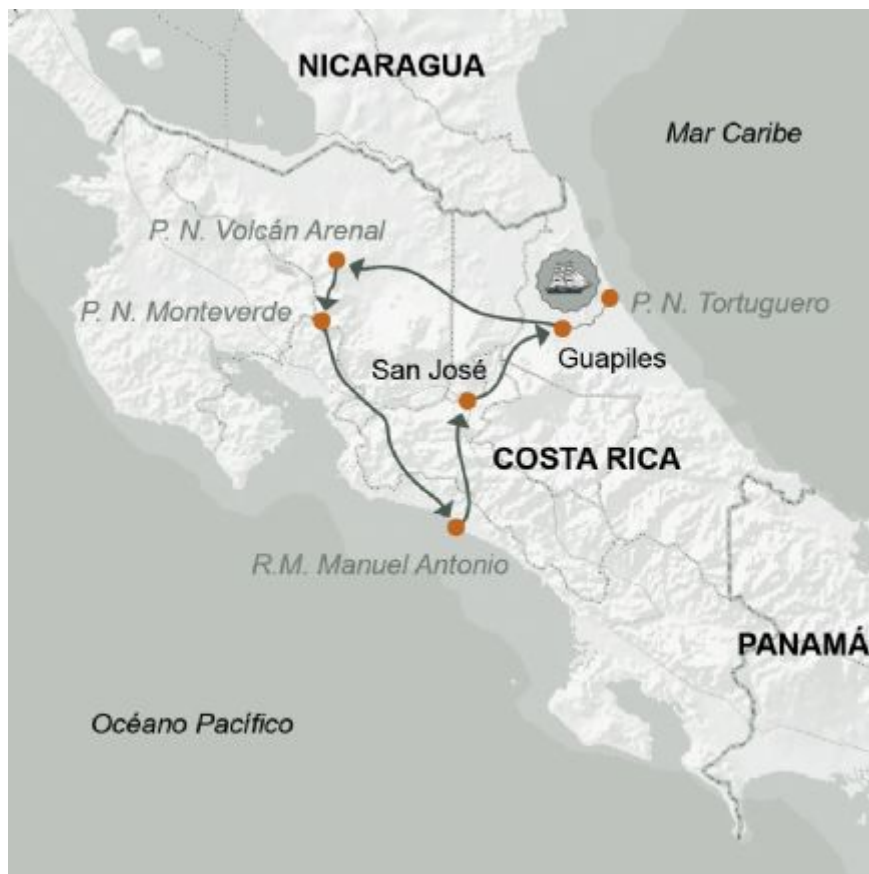 NICARAGUA
Mar Caribe
P. N. Volcán Arenal
P. N. Monteverde
P. N. Tortuguero
Guapiles
San José
COSTA RICA
R.M. Manuel Antonio
PANAMÁ
Océano Pacífico